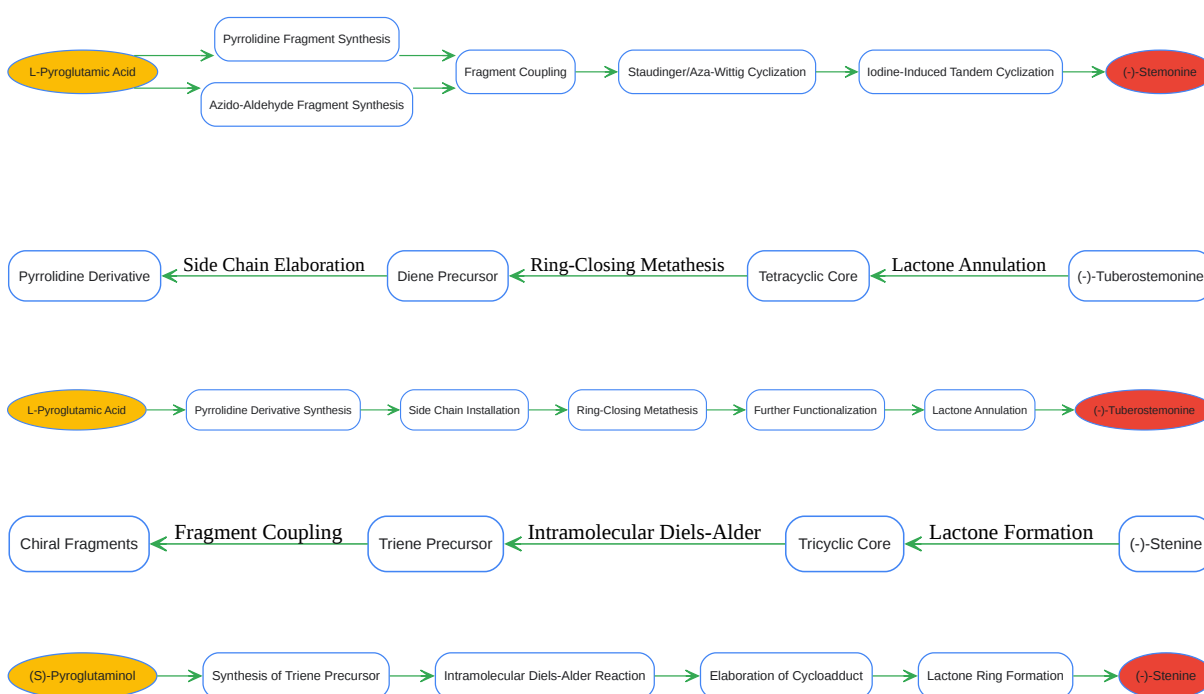 Pyrrolidine Fragment Synthesis
L-Pyroglutamic Acid
Fragment Coupling
Staudinger/Aza-Wittig Cyclization
Iodine-Induced Tandem Cyclization
(-)-Stemonine
Azido-Aldehyde Fragment Synthesis
Pyrrolidine Derivative
Side Chain Elaboration
Diene Precursor
Ring-Closing Metathesis
Tetracyclic Core
Lactone Annulation
(-)-Tuberostemonine
L-Pyroglutamic Acid
Pyrrolidine Derivative Synthesis
Side Chain Installation
Ring-Closing Metathesis
Further Functionalization
Lactone Annulation
(-)-Tuberostemonine
Chiral Fragments
Fragment Coupling
Triene Precursor
Intramolecular Diels-Alder
Tricyclic Core
Lactone Formation
(-)-Stenine
(S)-Pyroglutaminol
Synthesis of Triene Precursor
Intramolecular Diels-Alder Reaction
Elaboration of Cycloadduct
Lactone Ring Formation
(-)-Stenine